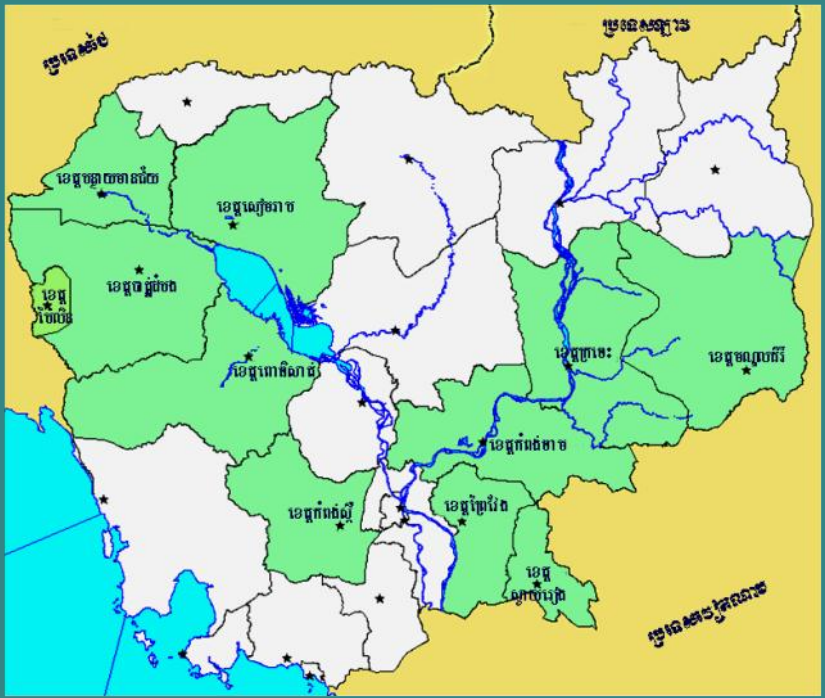 ប្រទេសថៃ
ប្រទេសឡាវ
ខេត្តបន្ទាយមានជ័យ
ខេត្តសៀមរាប
ខេត្តបាត់ដំបង
ខេត្ត
ប៉ៃលិន
ខេត្តពោធិសាត់
ខេត្តក្រចេះ
ខេត្តមណ្ឌលគីរី
ខេត្តកំពង់ចាម
ខេត្តកំពង់ស្ពឺ
ខេត្តព្រៃវែង
ខេត្ត
ស្វាយរៀង
ប្រទេសវៀតណាម